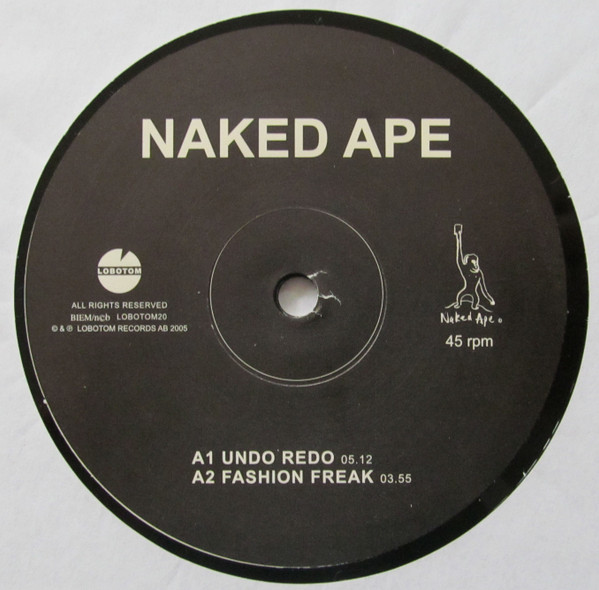 NAKED APE
LOBOTOM
ALL RIGHTS RESERVED
BIEM/ncb LOBOTOM20
© & ℗ LOBOTOM RECORDS AB 2005
Naked Ape.
45 rpm
A1 UNDO REDO 05.12
A2 FASHION FREAK 03.55